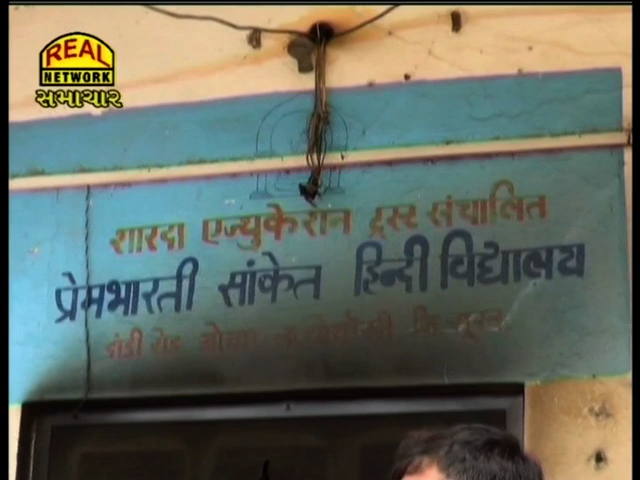 REAL
NETWORK
સમાચાર
शारदा एज्युकेशन ट्रस्ट संचालित
प्रेमभारती सांकेत हिन्दी विद्यालय
रोड